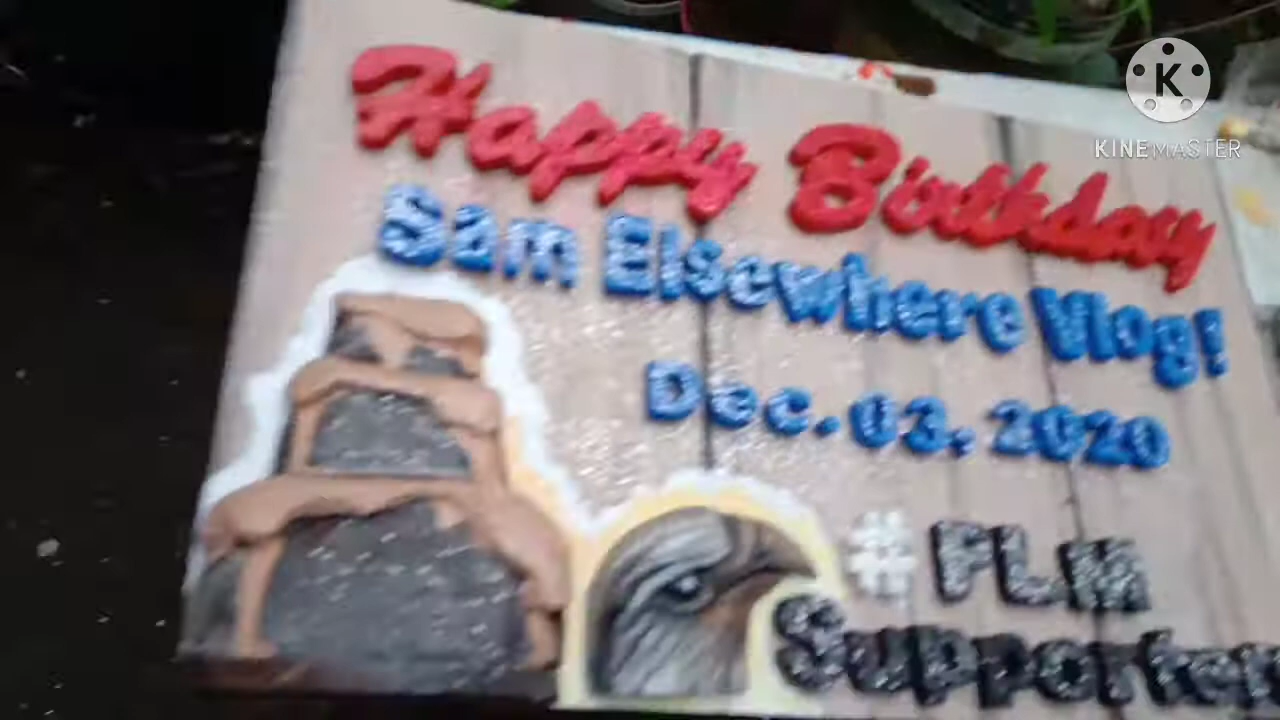 K
KINEMASTER
Happy Birthday
Sam Elsewhere Vlog!
Dec. 03, 2020
# FLM
Supporter